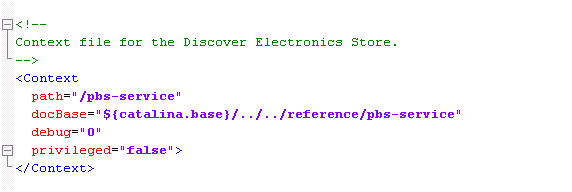 <!--
Context file for the Discover Electronics Store.
-->
<Context
path="/pbs-service"
docBase="${catalina.base}/../../reference/pbs-service"
debug="0"
privileged="false">
</Context>